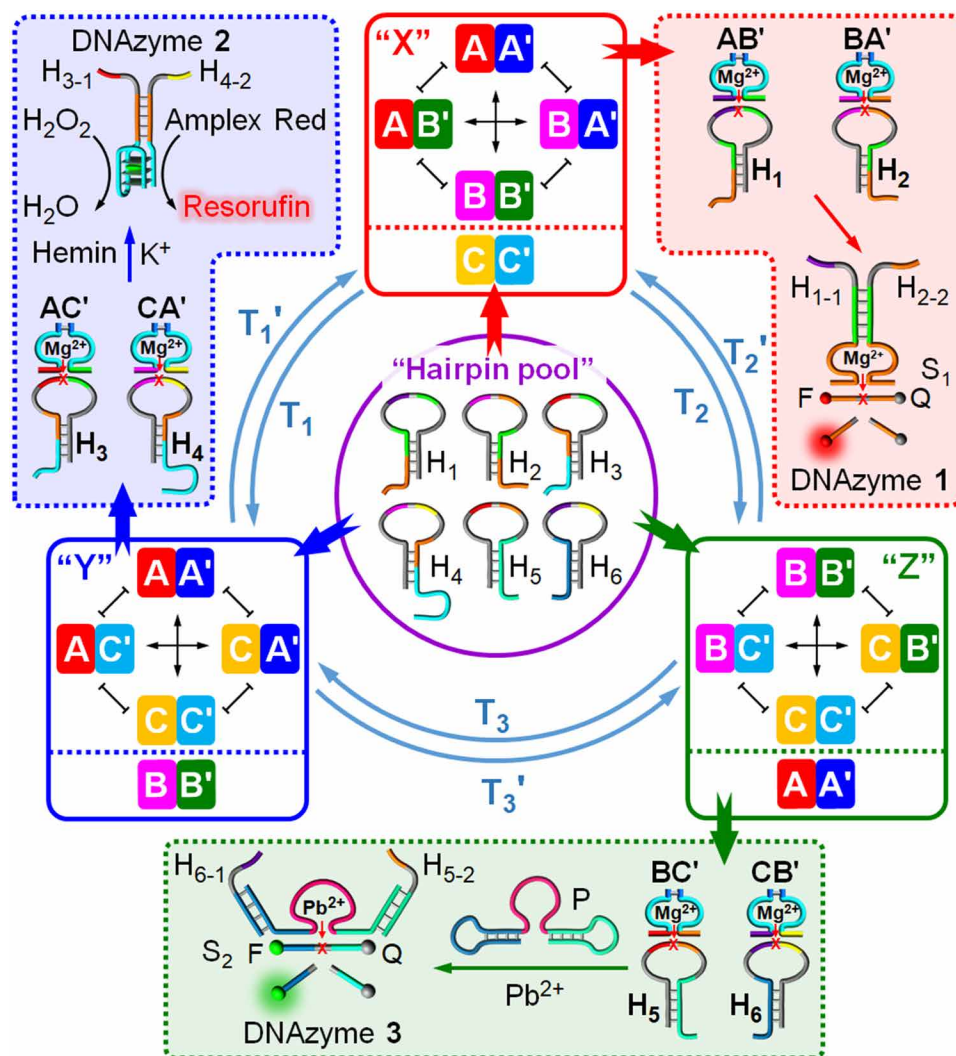 DNAzyme 2
H3-1
H4-2
H2O2
Amplex Red
H2O
Resorufin
Hemin
K+
AC'
CA'
Mg2+
Mg2+
X
X
H3
H4
"X"
A A'
A B'
B A'
B B'
C C'
AB'
BA'
Mg2+
Mg2+
X
X
H1
H2
H1-1
H2-2
Mg2+
S1
F
X
Q
DNAzyme 1
T1'
T1
T2'
T2
"Hairpin pool"
H1
H2
H3
H4
H5
H6
"Y"
A A'
A C'
C A'
C C'
B B'
T3
T3'
"Z"
B B'
B C'
C B'
C C'
A A'
H6-1
H5-2
Pb2+
S2
F
X
Q
DNAzyme 3
P
Pb2+
BC'
CB'
Mg2+
Mg2+
X
X
H5
H6